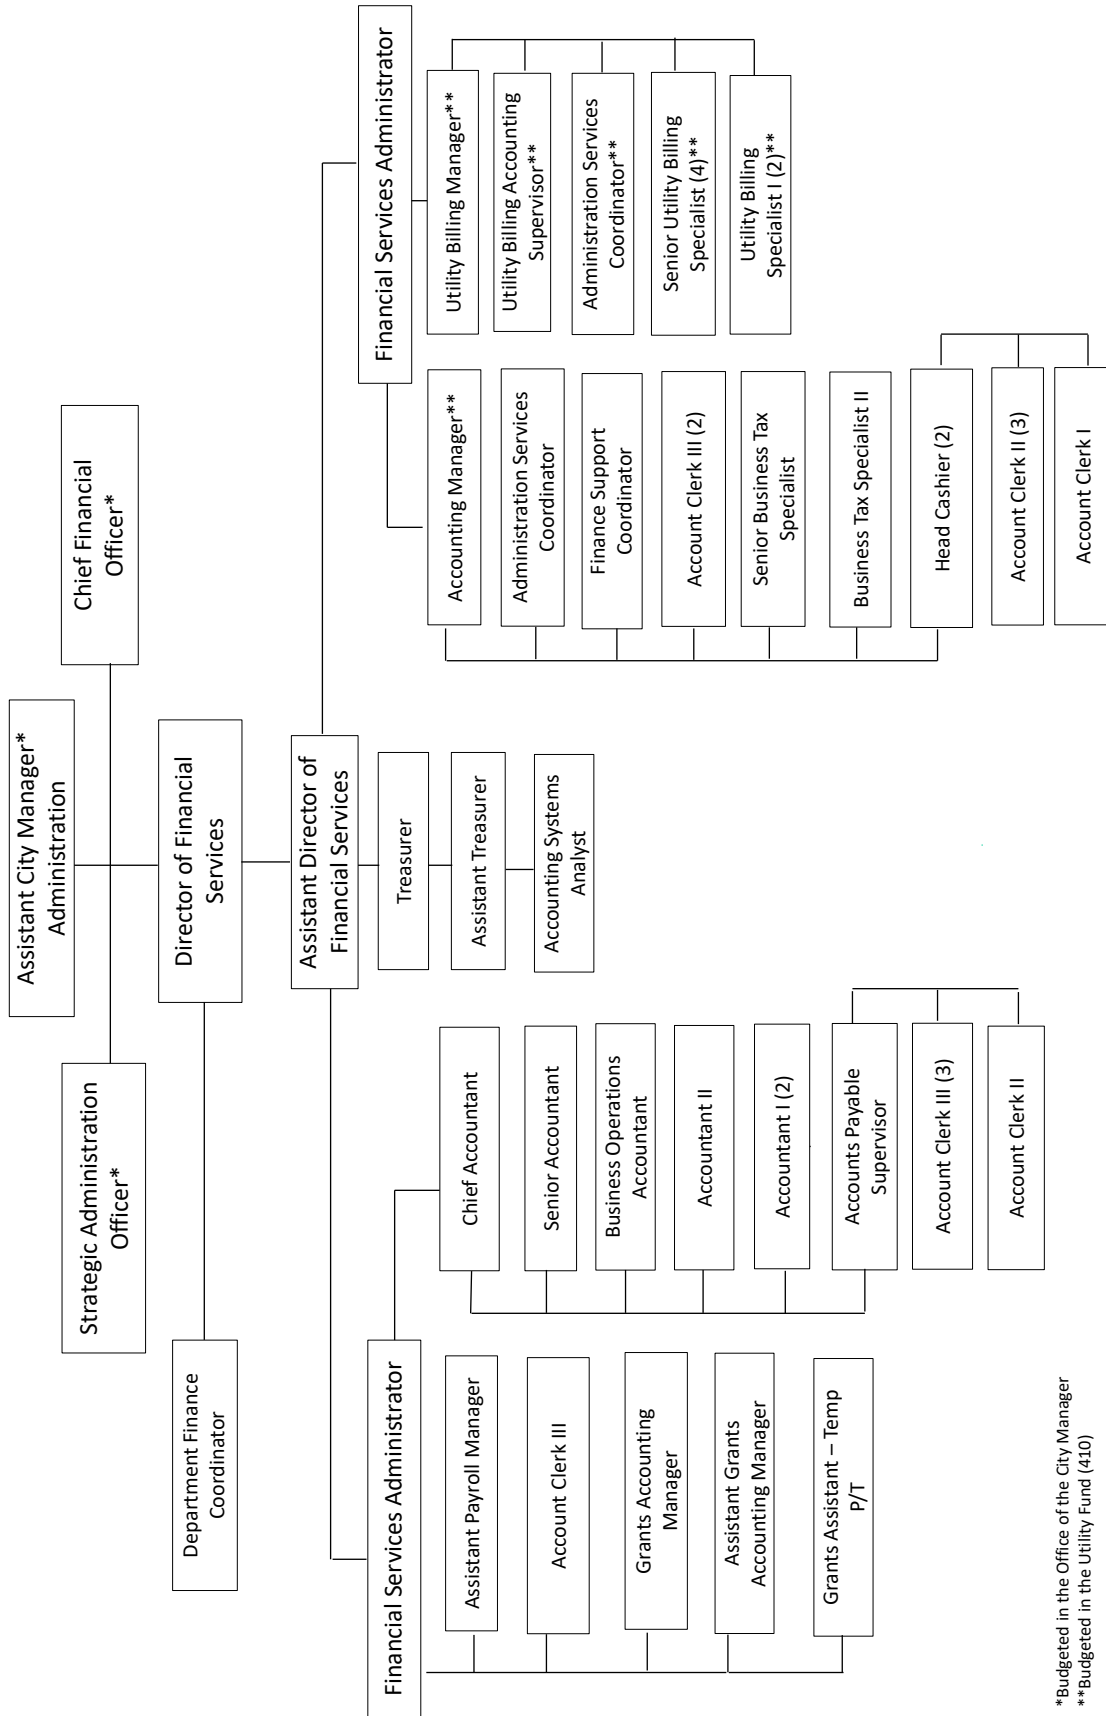 Assistant City Manager*
Administration
Strategic Administration
Officer*
Chief Financial
Officer*
Department Finance
Coordinator
Director of Financial
Services
Assistant Director of
Financial Services
Financial Services Administrator
Assistant Payroll Manager
Account Clerk III
Grants Accounting
Manager
Assistant Grants
Accounting Manager
Grants Assistant – Temp
P/T
Chief Accountant
Senior Accountant
Business Operations
Accountant
Accountant II
Accountant I (2)
Accounts Payable
Supervisor
Account Clerk III (3)
Account Clerk II
Treasurer
Assistant Treasurer
Accounting Systems
Analyst
Financial Services Administrator
Accounting Manager**
Administration Services
Coordinator
Finance Support
Coordinator
Account Clerk III (2)
Senior Business Tax
Specialist
Business Tax Specialist II
Head Cashier (2)
Account Clerk II (3)
Account Clerk I
Utility Billing Manager**
Utility Billing Accounting
Supervisor**
Administration Services
Coordinator**
Senior Utility Billing
Specialist (4)**
Utility Billing
Specialist I (2)**
*Budgeted in the Office of the City Manager
**Budgeted in the Utility Fund (410)